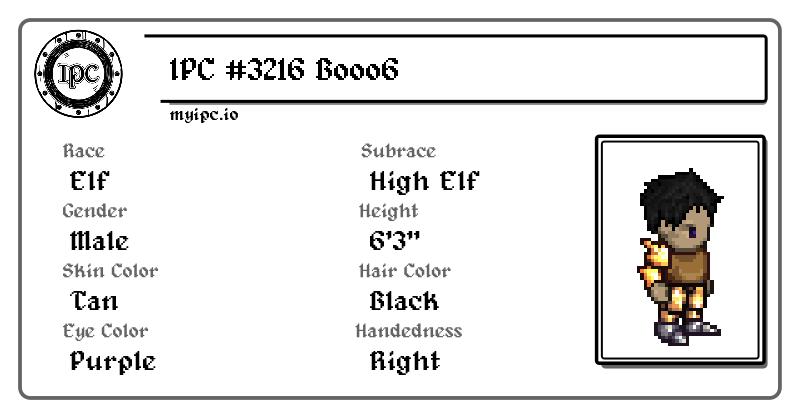 IPC
IPC #3216 Booo6
myipc.io
Race
Subrace
Elf
High Elf
Gender
Height
Male
6'3"
Skin Color
Hair Color
Tan
Black
Eye Color
Handedness
Purple
Right